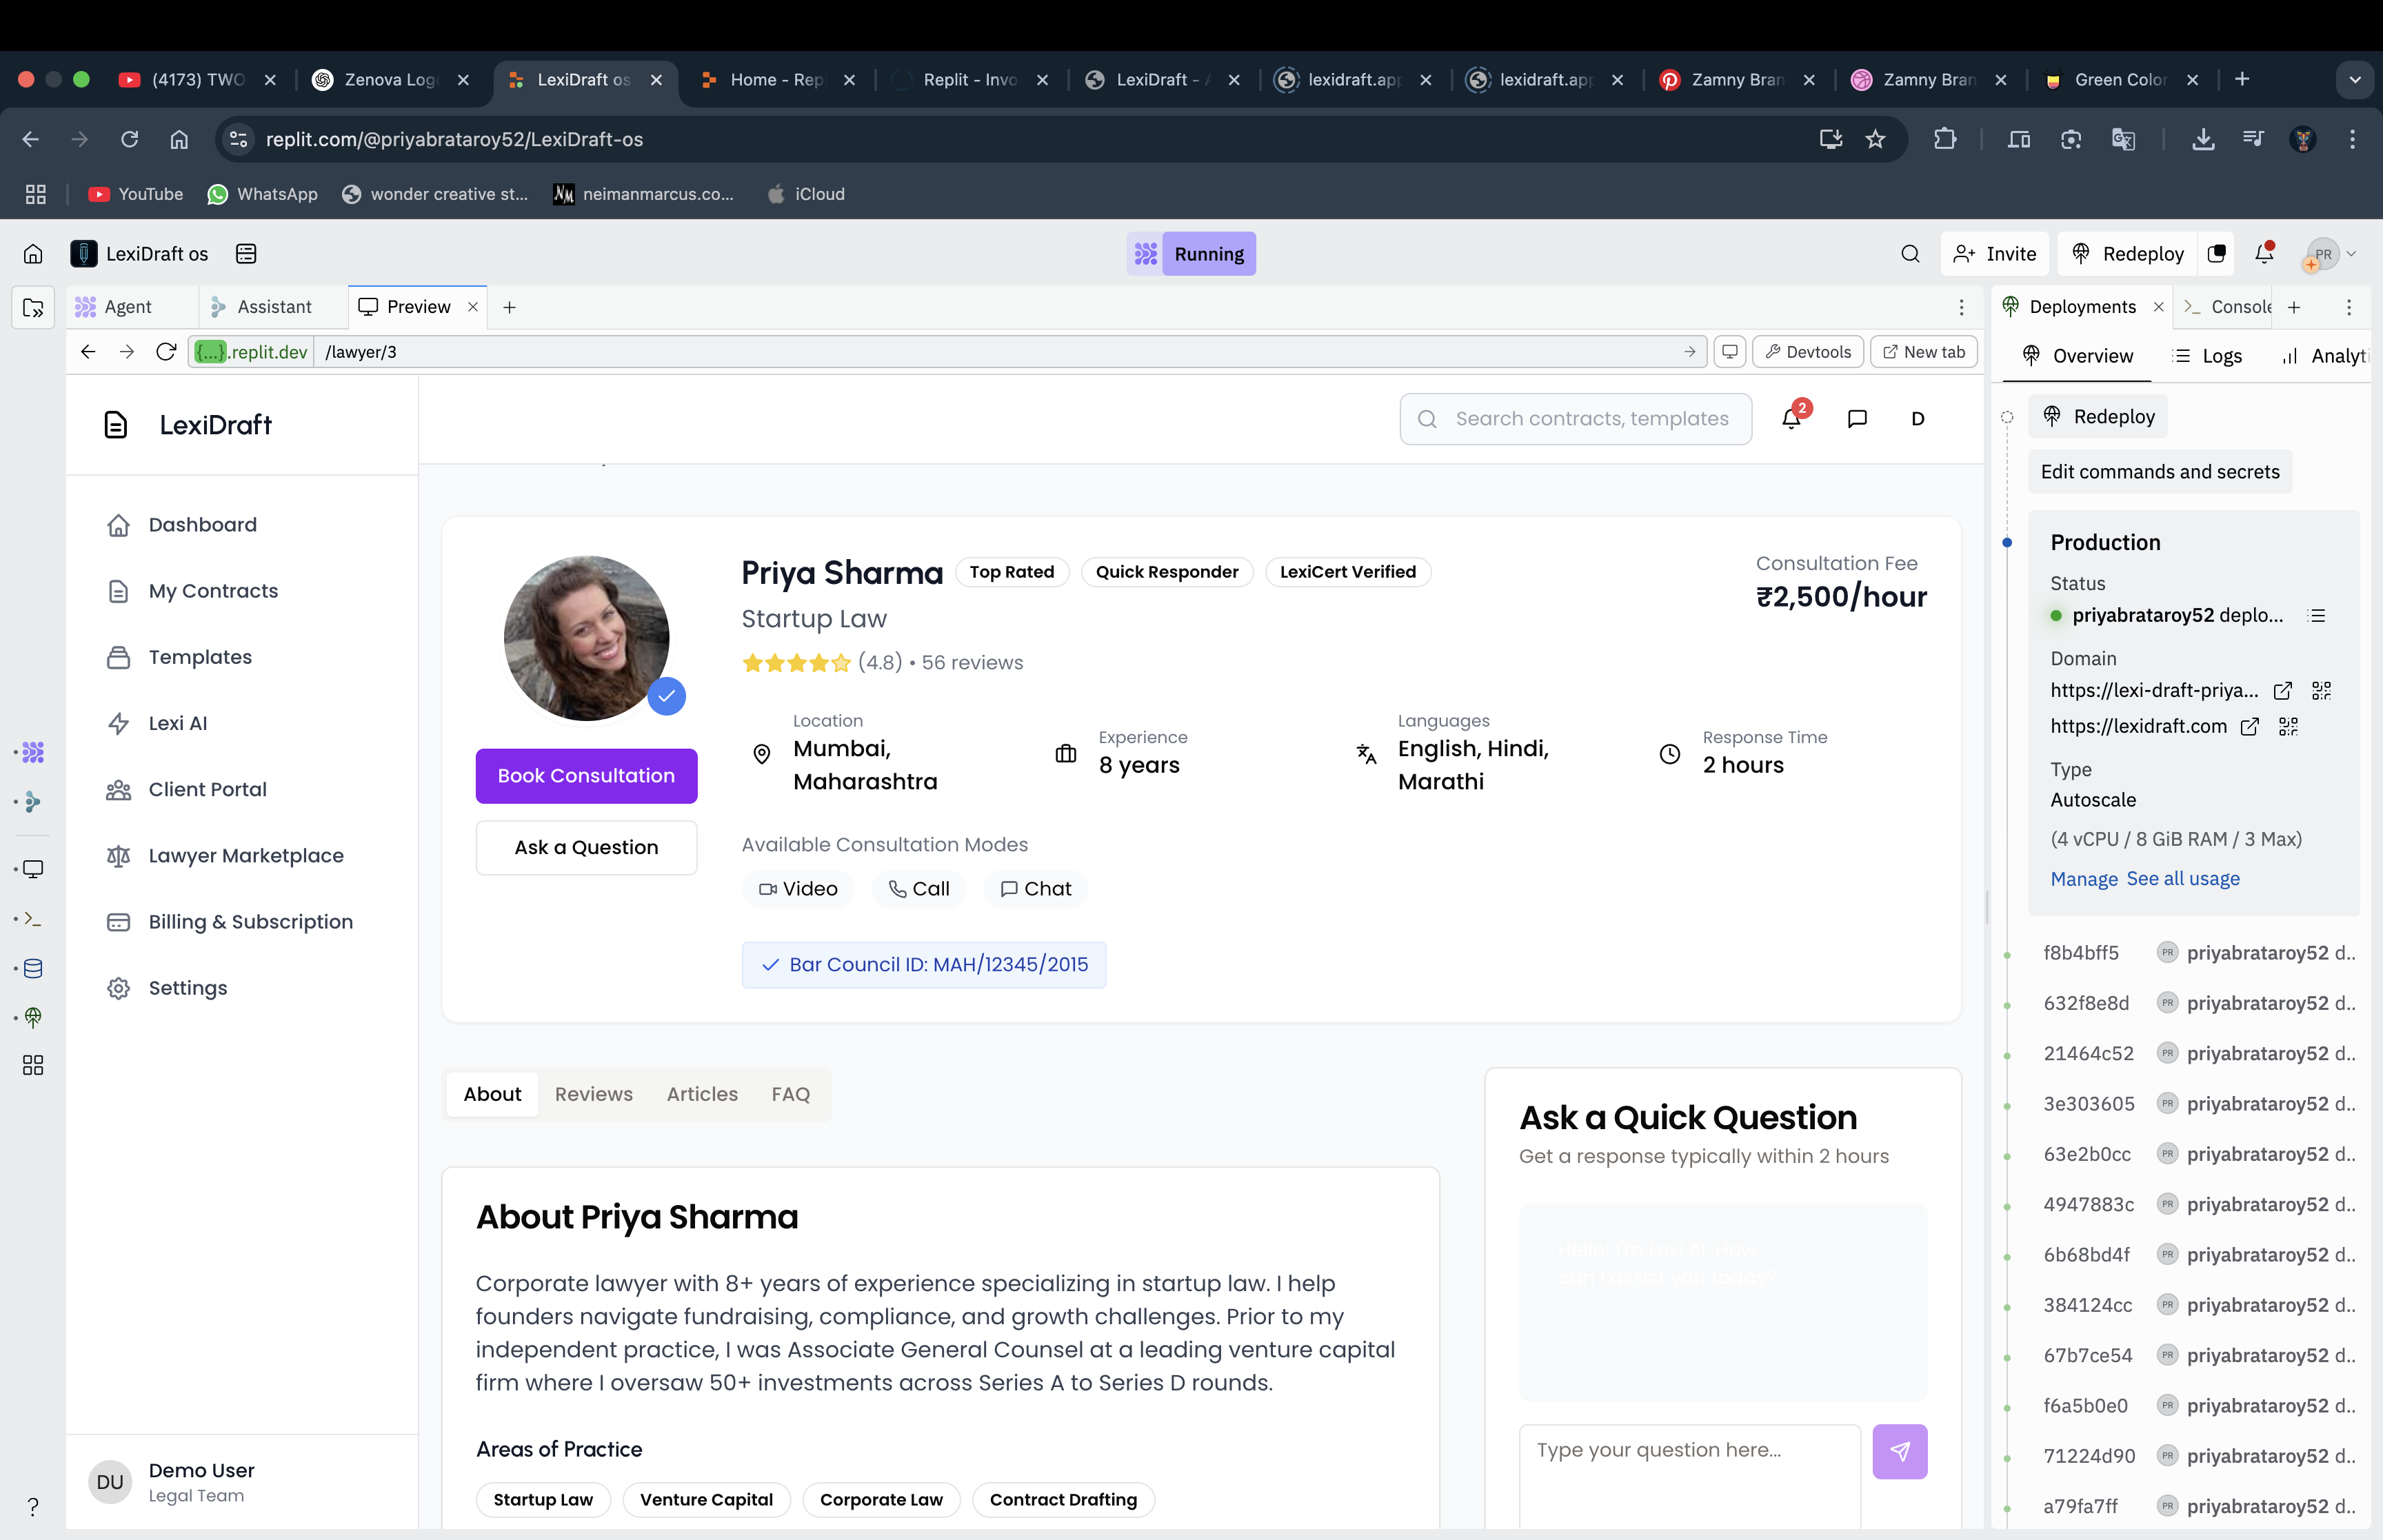 (4173) TWO
Zenova Log
LexiDraft os
Home - Rep
Replit - Invo
LexiDraft - A
lexidraft.app
lexidraft.app
Zamny Bran
Zamny Bran
Green Color
replit.com/@priyabrataroy52/LexiDraft-os
YouTube
WhatsApp
wonder creative st...
NM
neimanmarcus.co...
iCloud
LexiDraft os
Running
Invite
Redeploy
PR
Agent
Assistant
Preview
Deployments
Console
{...}.replit.dev
/lawyer/3
Devtools
New tab
Overview
Logs
Analyti
LexiDraft
Search contracts, templates
2
D
Dashboard
My Contracts
Templates
Lexi AI
Client Portal
Lawyer Marketplace
Billing & Subscription
Settings
DU
Demo User
Legal Team
Priya Sharma
Top Rated
Quick Responder
LexiCert Verified
Startup Law
(4.8) • 56 reviews
Consultation Fee
₹2,500/hour
Book Consultation
Ask a Question
Location
Mumbai,
Maharashtra
Experience
8 years
Languages
English, Hindi,
Marathi
Response Time
2 hours
Available Consultation Modes
Video
Call
Chat
Bar Council ID: MAH/12345/2015
About
Reviews
Articles
FAQ
About Priya Sharma
Corporate lawyer with 8+ years of experience specializing in startup law. I help
founders navigate fundraising, compliance, and growth challenges. Prior to my
independent practice, I was Associate General Counsel at a leading venture capital
firm where I oversaw 50+ investments across Series A to Series D rounds.
Areas of Practice
Startup Law
Venture Capital
Corporate Law
Contract Drafting
Ask a Quick Question
Get a response typically within 2 hours
Hello! I'm Lexi AI. How
can I assist you today?
Type your question here...
Redeploy
Edit commands and secrets
Production
Status
priyabrataroy52 deplo...
Domain
https://lexi-draft-priya...
https://lexidraft.com
Type
Autoscale
(4 vCPU / 8 GiB RAM / 3 Max)
Manage See all usage
f8b4bff5 PR priyabrataroy52 d..
632f8e8d PR priyabrataroy52 d..
21464c52 PR priyabrataroy52 d..
3e303605 PR priyabrataroy52 d..
63e2b0cc PR priyabrataroy52 d..
4947883c PR priyabrataroy52 d..
6b68bd4f PR priyabrataroy52 d..
384124cc PR priyabrataroy52 d..
67b7ce54 PR priyabrataroy52 d..
f6a5b0e0 PR priyabrataroy52 d..
71224d90 PR priyabrataroy52 d..
a79fa7ff PR priyabrataroy52 d..